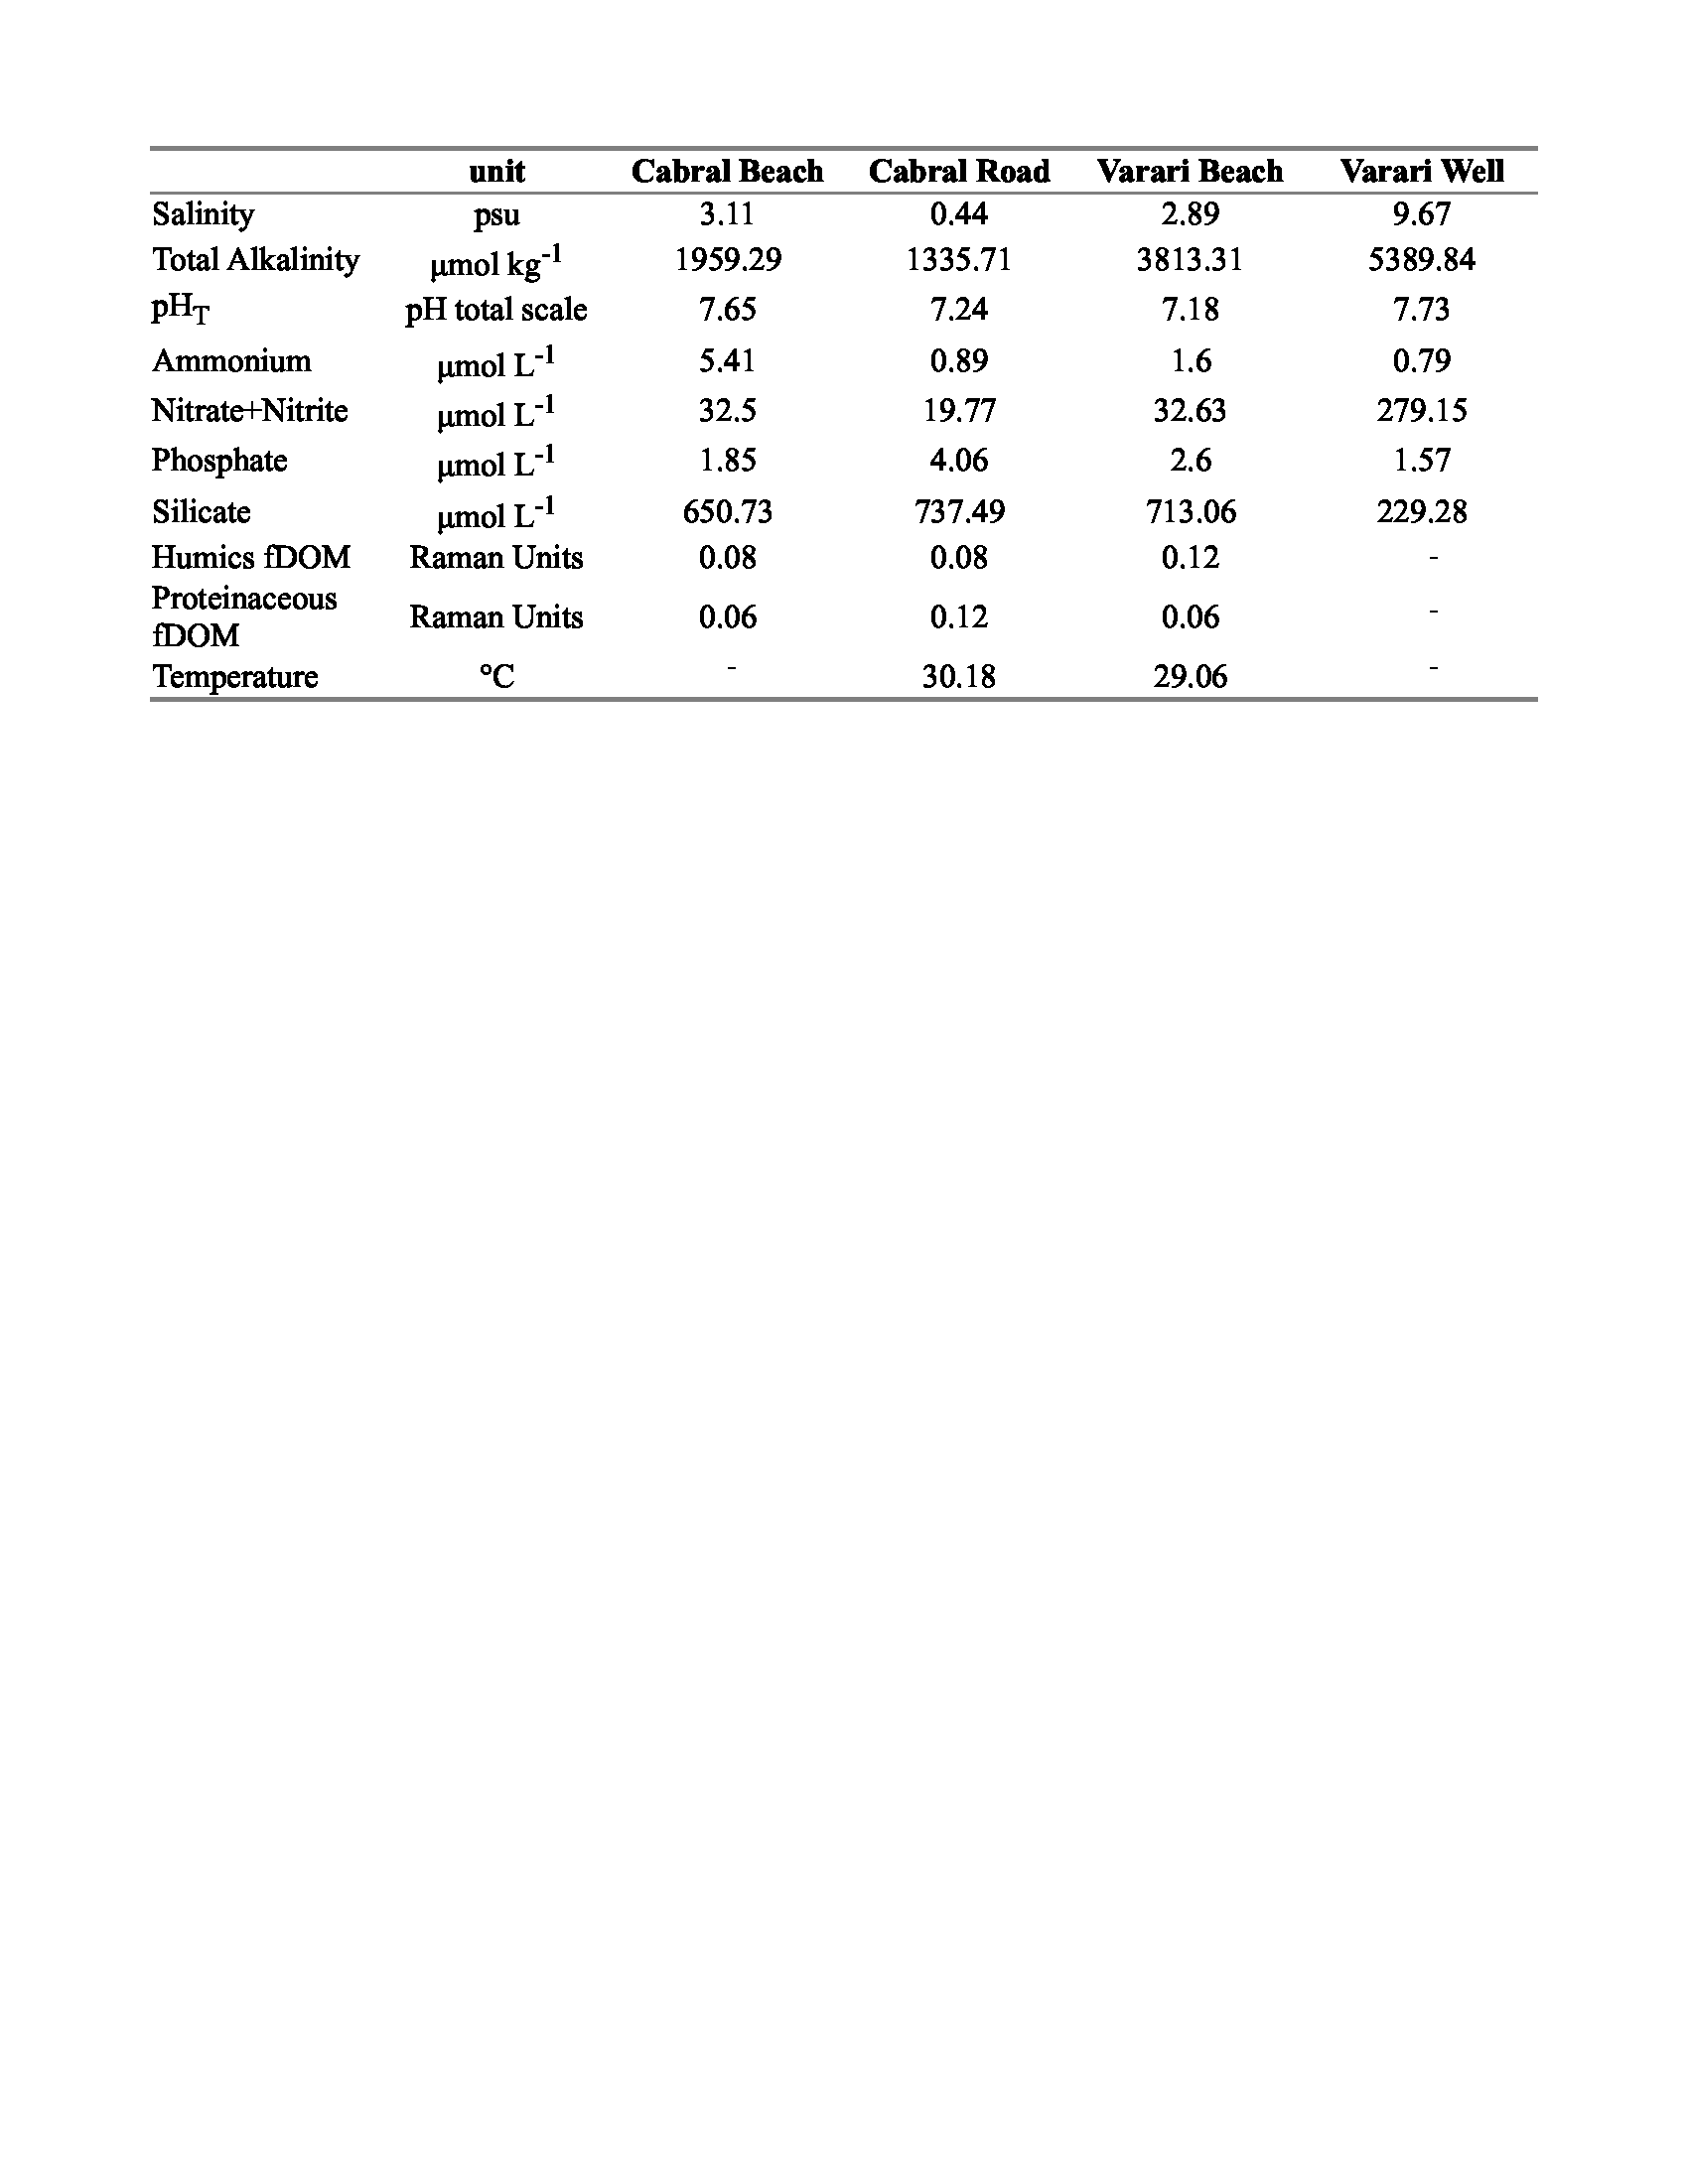 unit Cabral Beach Cabral Road Varari Beach Varari Well
Salinity psu 3.11 0.44 2.89 9.67
Total Alkalinity μmol kg-1 1959.29 1335.71 3813.31 5389.84
pHT pH total scale 7.65 7.24 7.18 7.73
Ammonium μmol L-1 5.41 0.89 1.6 0.79
Nitrate+Nitrite μmol L-1 32.5 19.77 32.63 279.15
Phosphate μmol L-1 1.85 4.06 2.6 1.57
Silicate μmol L-1 650.73 737.49 713.06 229.28
Humics fDOM Raman Units 0.08 0.08 0.12 -
Proteinaceous
fDOM Raman Units 0.06 0.12 0.06 -
Temperature °C - 30.18 29.06 -